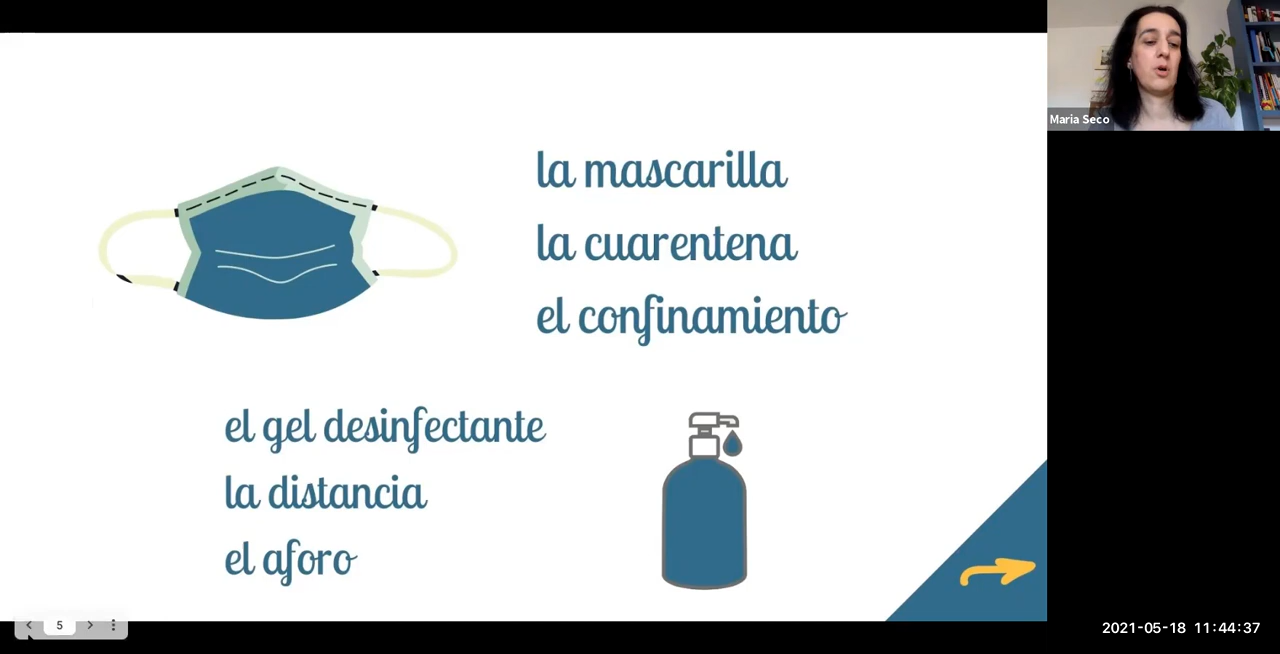 Maria Seco
la mascarilla
la cuarentena
el confinamiento
el gel desinfectante
la distancia
el aforo
5
2021-05-18 11:44:37